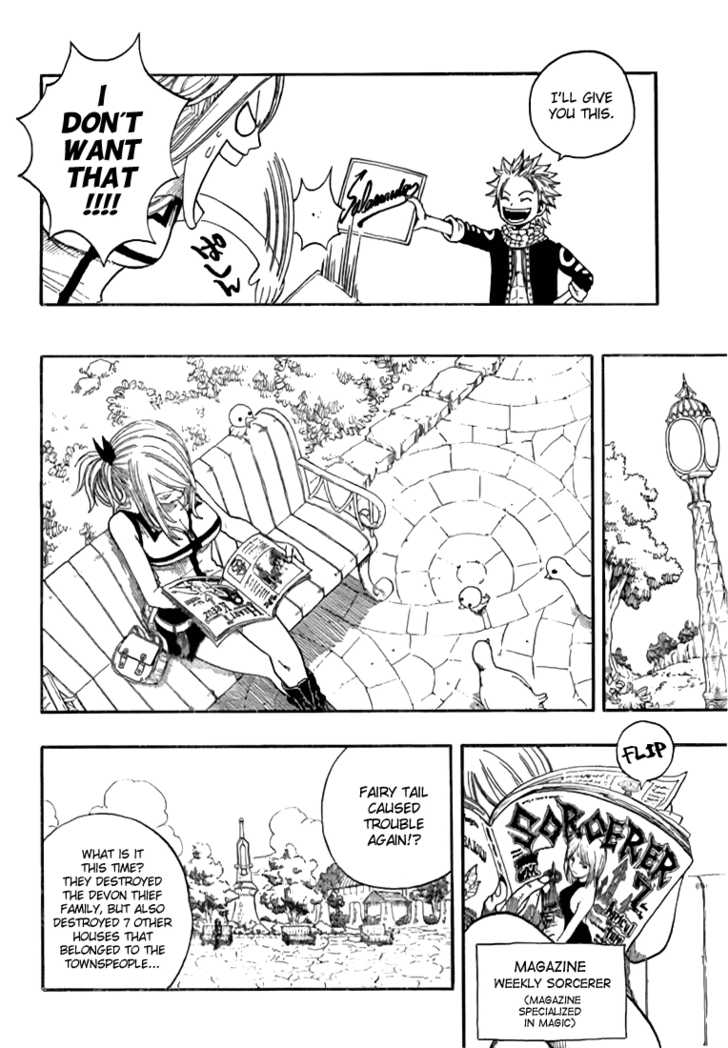 I'LL GIVE
YOU THIS.
I
DON'T
WANT
THAT
!!!!
Salamander
FLIP
SORCERER
MAGAZINE
WEEKLY SORCERER
(MAGAZINE
SPECIALIZED
IN MAGIC)
FAIRY TAIL
CAUSED
TROUBLE
AGAIN!?
WHAT IS IT
THIS TIME?
THEY DESTROYED
THE DEVON THIEF
FAMILY, BUT ALSO
DESTROYED 7 OTHER
HOUSES THAT
BELONGED TO THE
TOWNSPEOPLE...